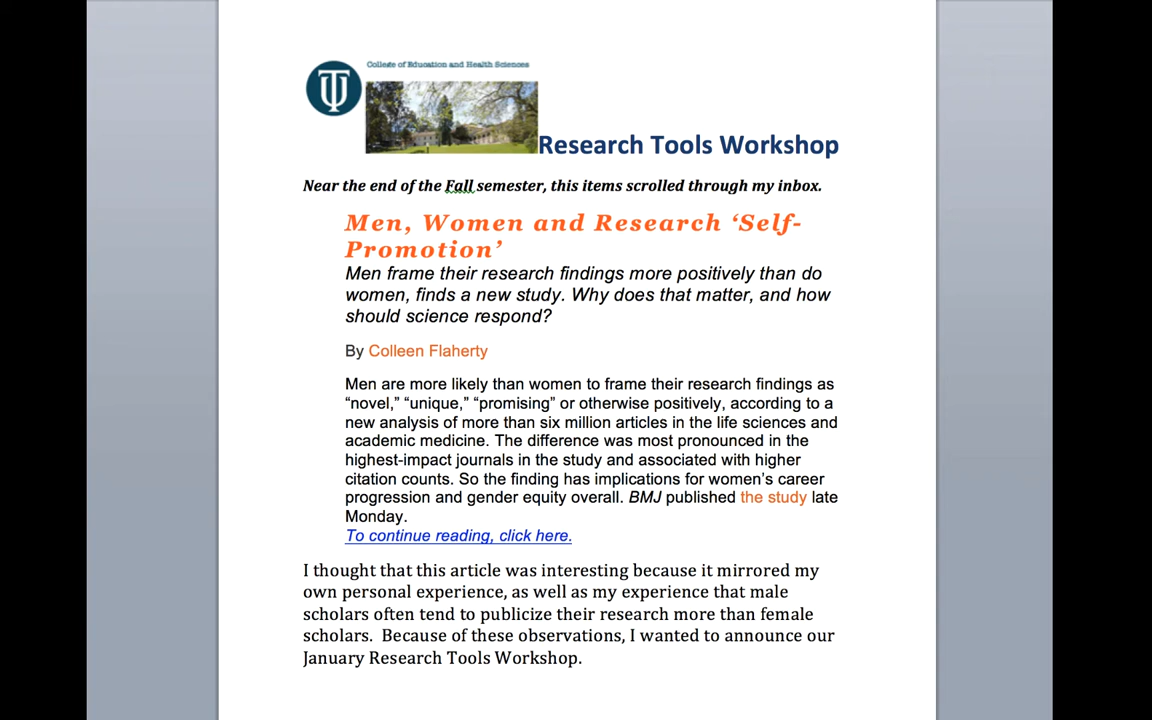 College of Education and Health Sciences
Research Tools Workshop
Near the end of the Fall semester, this items scrolled through my inbox.
Men, Women and Research ‘Self-
Promotion’
Men frame their research findings more positively than do
women, finds a new study. Why does that matter, and how
should science respond?
By Colleen Flaherty
Men are more likely than women to frame their research findings as
“novel,” “unique,” “promising” or otherwise positively, according to a
new analysis of more than six million articles in the life sciences and
academic medicine. The difference was most pronounced in the
highest-impact journals in the study and associated with higher
citation counts. So the finding has implications for women’s career
progression and gender equity overall. BMJ published the study late
Monday.
To continue reading, click here.
I thought that this article was interesting because it mirrored my
own personal experience, as well as my experience that male
scholars often tend to publicize their research more than female
scholars.  Because of these observations, I wanted to announce our
January Research Tools Workshop.